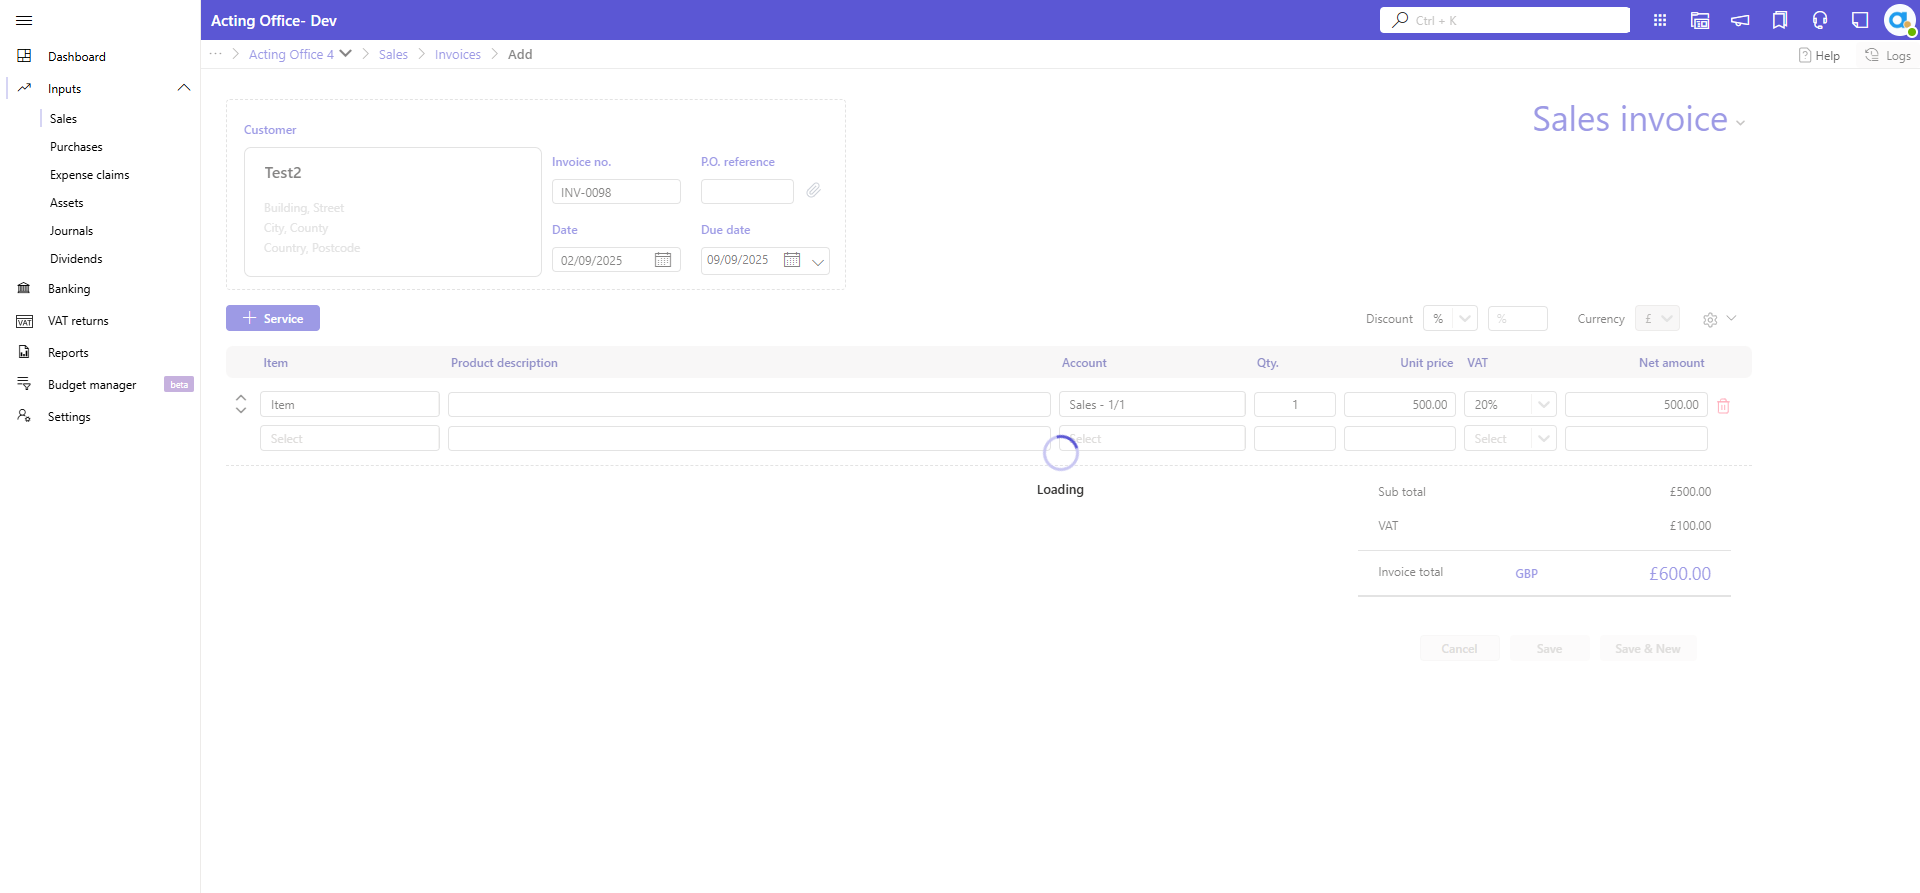 Acting Office- Dev
Ctrl + K
Dashboard
Inputs
Sales
Purchases
Expense claims
Assets
Journals
Dividends
Banking
VAT returns
Reports
Budget manager beta
Settings
··· Acting Office 4 Sales Invoices Add
Help Logs
Sales invoice
Customer
Test2
Building, Street
City, County
Country, Postcode
Invoice no. P.O. reference
INV-0098
Date Due date
02/09/2025 09/09/2025
Service
Discount % % Currency £
Item Product description Account Qty. Unit price VAT Net amount
Item Sales - 1/1 1 500.00 20% 500.00
Select Select Select
Loading
Sub total £500.00
VAT £100.00
Invoice total GBP £600.00
Cancel Save Save & New